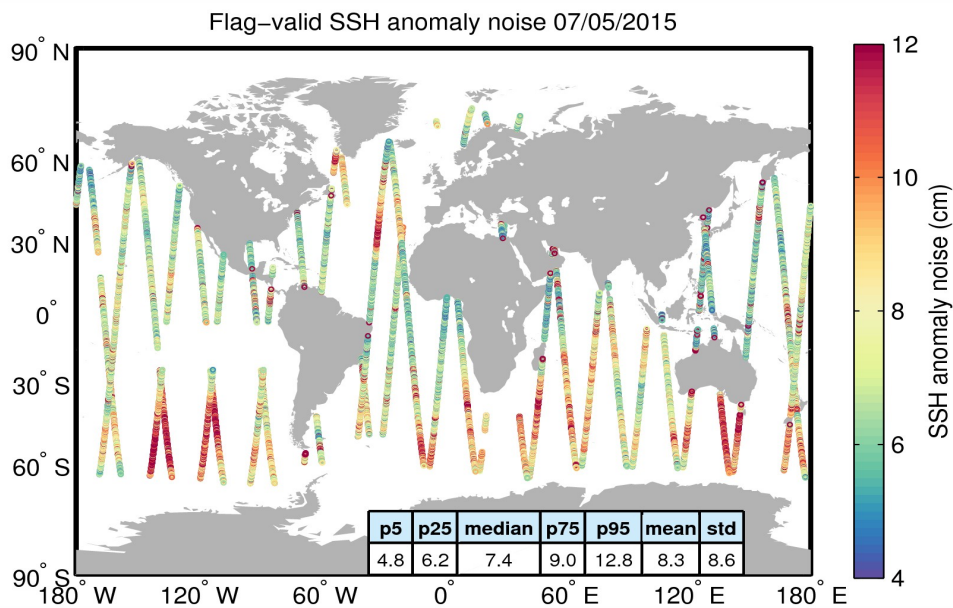 Flag−valid SSH anomaly noise 07/05/2015
90° N
60° N
30° N
0°
30° S
60° S
90° S
180° W
120° W
60° W
0°
60° E
120° E
180° E
p5 p25 median p75 p95 mean std
4.8 6.2 7.4 9.0 12.8 8.3 8.6
12
10
8
6
4
SSH anomaly noise (cm)